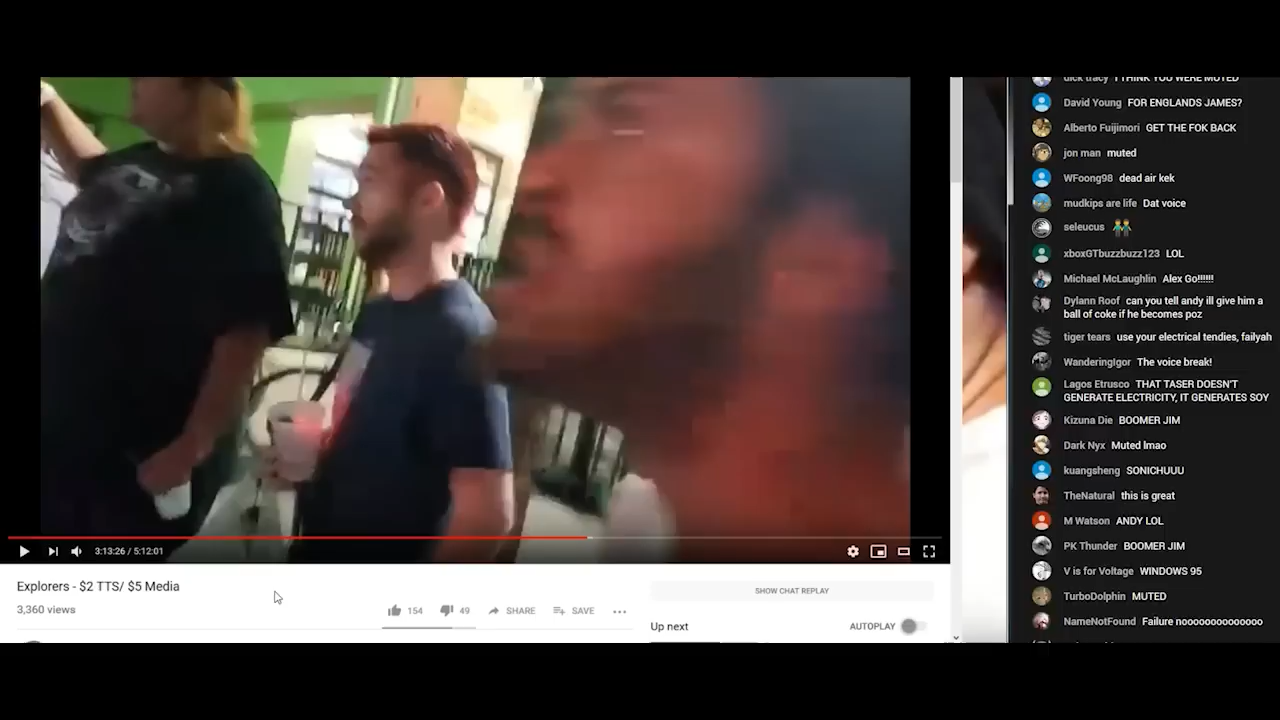 dick tracy I THINK YOU WERE MUTED
David Young FOR ENGLANDS JAMES?
Alberto Fuijimori GET THE FOK BACK
jon man muted
WFoong98 dead air kek
mudkips are life Dat voice
seleucus
xboxGTbuzzbuzz123 LOL
Michael McLaughlin Alex Go!!!!!!
Dylann Roof can you tell andy ill give him a
ball of coke if he becomes poz
tiger tears use your electrical tendies, failyah
WanderingIgor The voice break!
Lagos Etrusco THAT TASER DOESN'T
GENERATE ELECTRICITY, IT GENERATES SOY
Kizuna Die BOOMER JIM
Dark Nyx Muted lmao
kuangsheng SONICHUUU
TheNatural this is great
M Watson ANDY LOL
PK Thunder BOOMER JIM
V is for Voltage WINDOWS 95
TurboDolphin MUTED
NameNotFound Failure nooooooooooooo
3:13:26 / 5:12:01
Explorers - $2 TTS/ $5 Media
3,360 views
154
49
SHARE
SAVE
SHOW CHAT REPLAY
Up next
AUTOPLAY